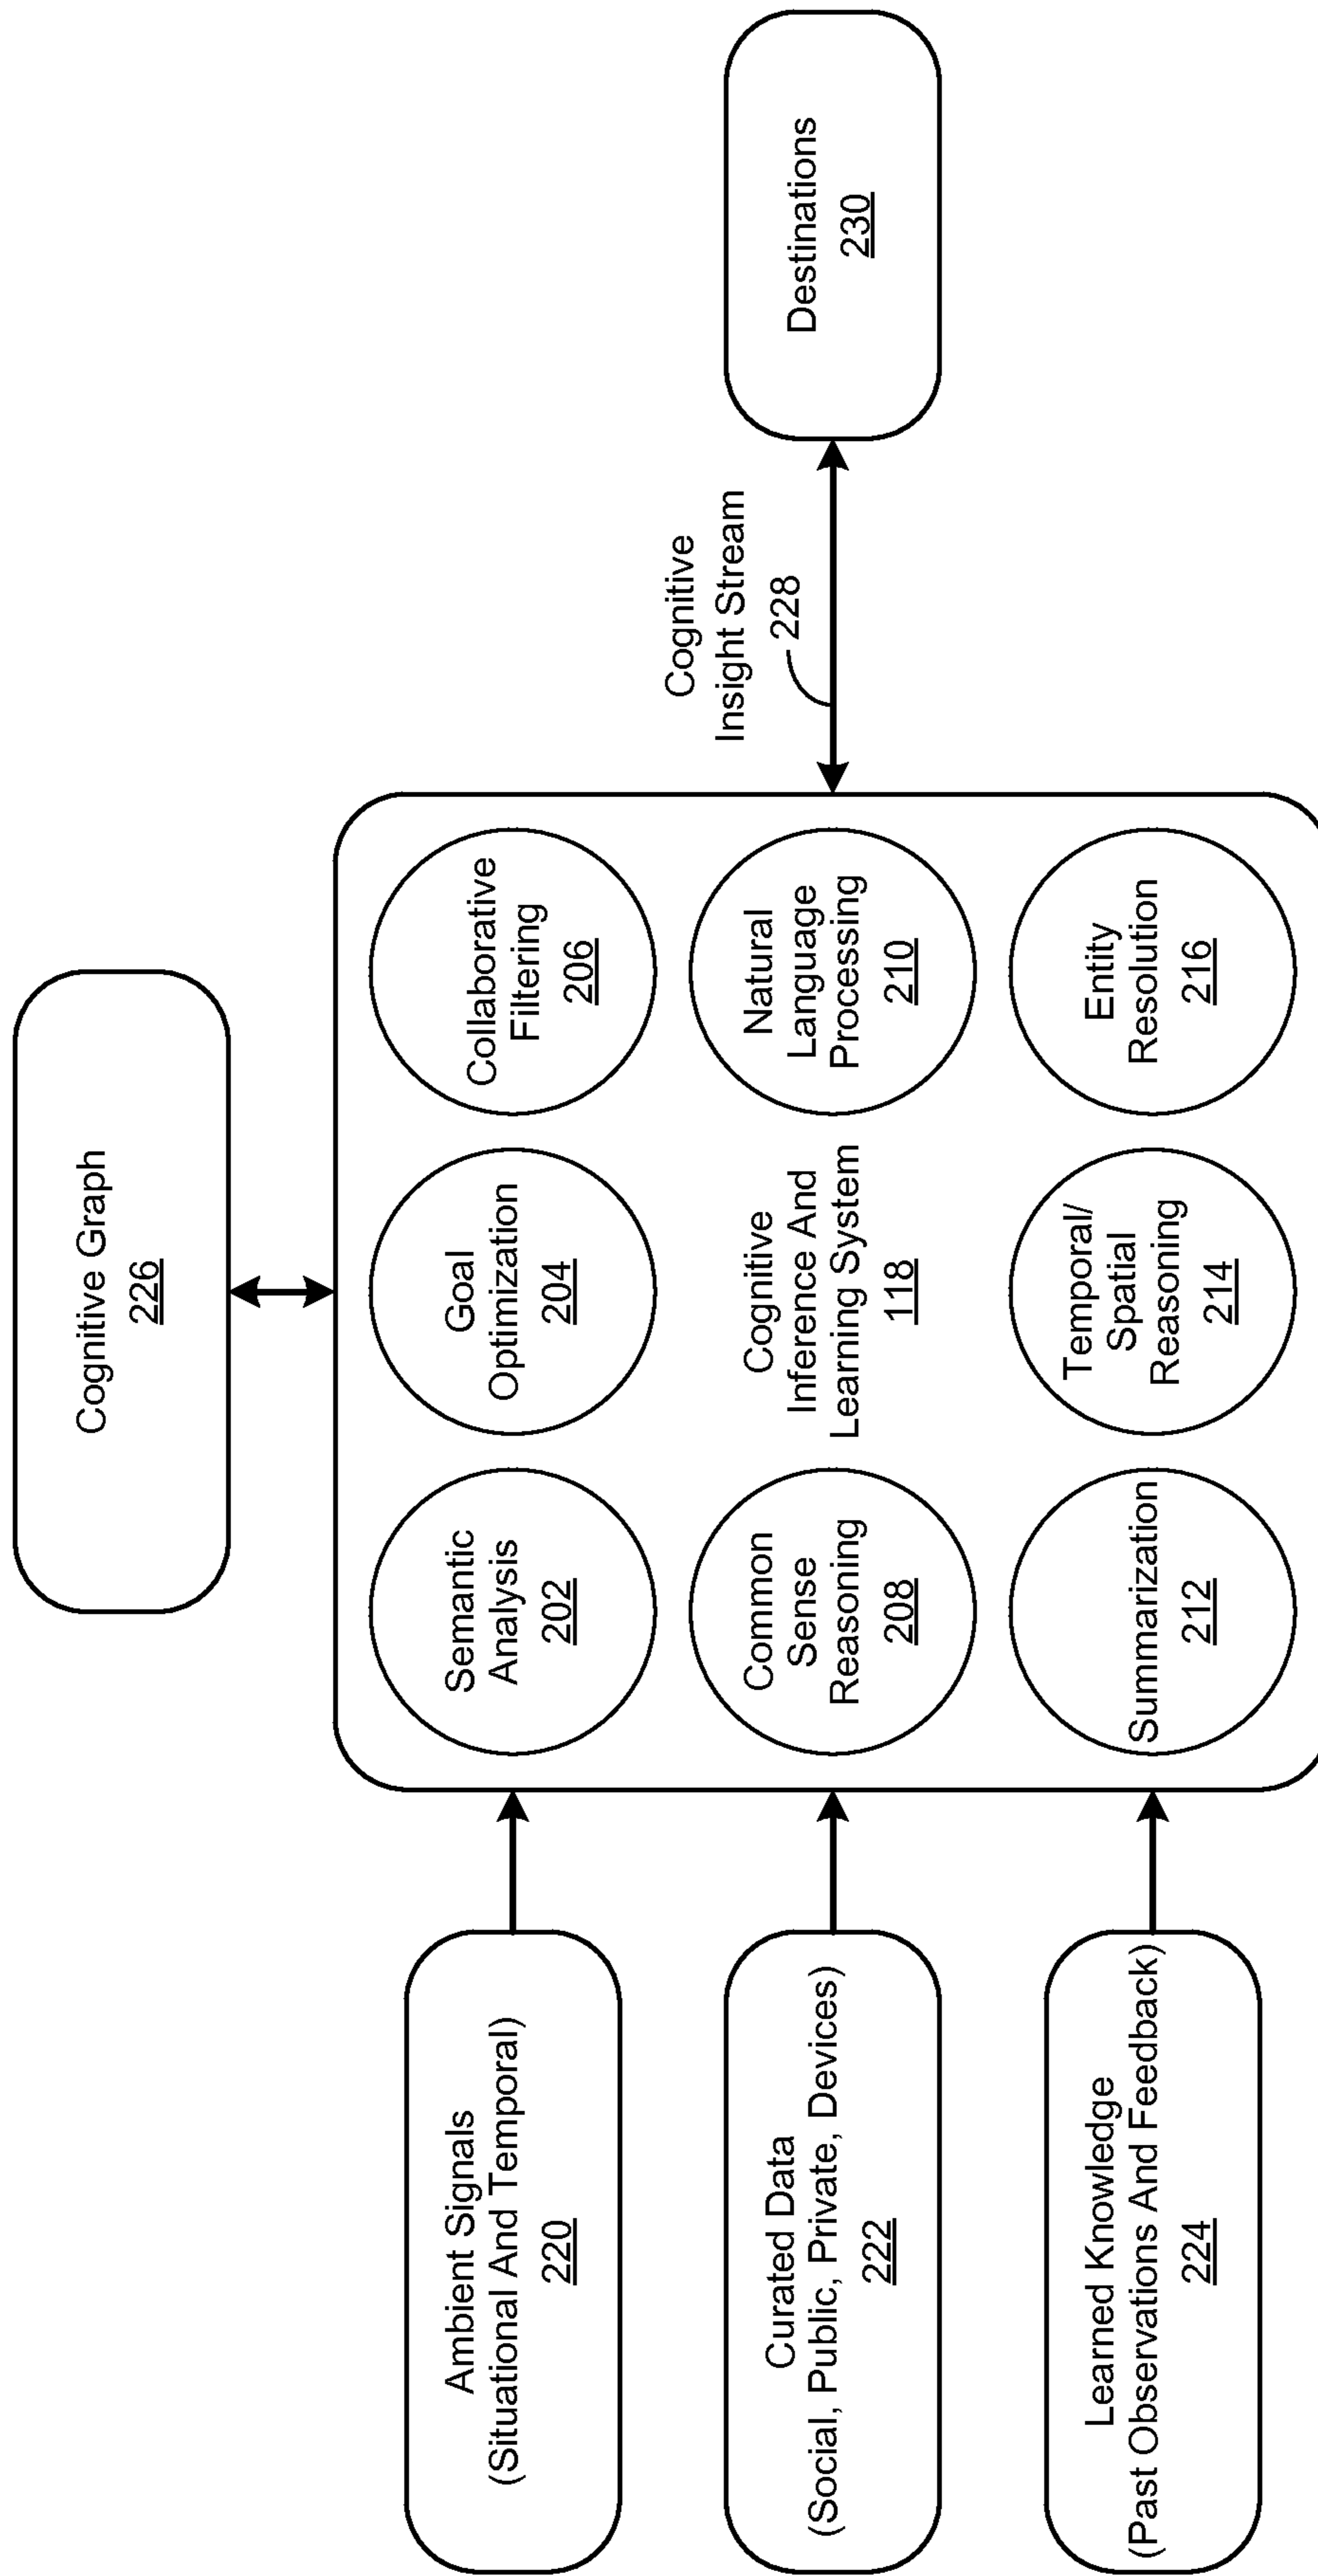 Cognitive Graph
226
Ambient Signals
(Situational And Temporal)
220
Curated Data
(Social, Public, Private, Devices)
222
Learned Knowledge
(Past Observations And Feedback)
224
Semantic
Analysis
202
Goal
Optimization
204
Collaborative
Filtering
206
Common
Sense
Reasoning
208
Cognitive
Inference And
Learning System
118
Natural
Language
Processing
210
Summarization
212
Temporal/
Spatial
Reasoning
214
Entity
Resolution
216
Cognitive
Insight Stream
228
Destinations
230